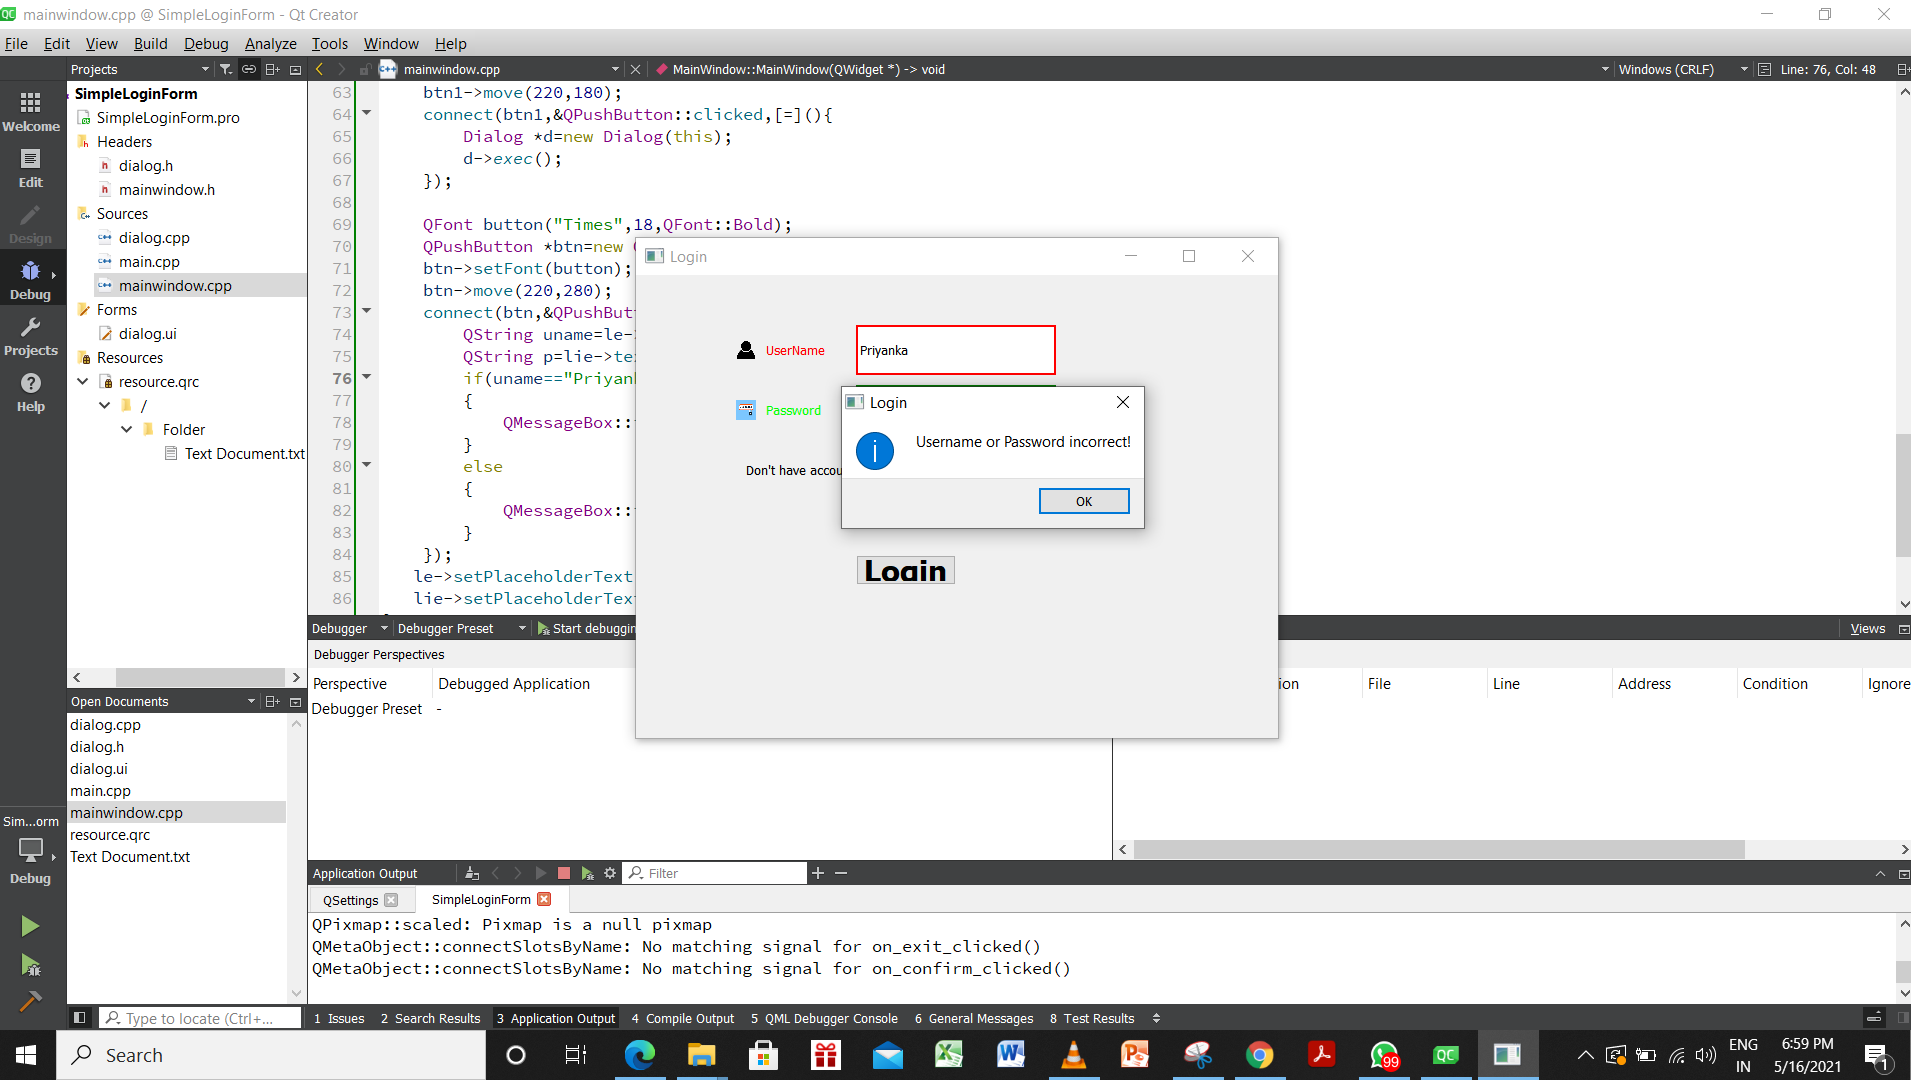 mainwindow.cpp @ SimpleLoginForm - Qt Creator
File Edit View Build Debug Analyze Tools Window Help
Projects
mainwindow.cpp
MainWindow::MainWindow(QWidget *) -> void
Windows (CRLF)
Line: 76, Col: 48
Welcome
Edit
Design
Debug
Projects
Help
SimpleLoginForm
SimpleLoginForm.pro
Headers
dialog.h
mainwindow.h
Sources
dialog.cpp
main.cpp
mainwindow.cpp
Forms
dialog.ui
Resources
resource.qrc
/
Folder
Text Document.txt
63 btn1->move(220,180);
64 connect(btn1,&QPushButton::clicked,[=](){
65 Dialog *d=new Dialog(this);
66 d->exec();
67 });
68
69 QFont button("Times",18,QFont::Bold);
70 QPushButton *btn=new
71 btn->setFont(button);
72 btn->move(220,280);
73 connect(btn,&QPushBut
74 QString uname=le-
75 QString p=lie->te
76 if(uname=="Priyan
77 {
78 QMessageBox::
79 }
80 else
81 {
82 QMessageBox::
83 }
84 });
85 le->setPlaceholderText
86 lie->setPlaceholderTex
Login
UserName
Priyanka
Password
Don't have accou
Login
Login
Username or Password incorrect!
OK
Debugger
Debugger Preset
Start debuggin
Views
Debugger Perspectives
Perspective
Debugged Application
Debugger Preset -
ion
File
Line
Address
Condition
Ignore
Open Documents
dialog.cpp
dialog.h
dialog.ui
main.cpp
mainwindow.cpp
resource.qrc
Text Document.txt
Sim...orm
Debug
Application Output
Filter
QSettings
SimpleLoginForm
QPixmap::scaled: Pixmap is a null pixmap
QMetaObject::connectSlotsByName: No matching signal for on_exit_clicked()
QMetaObject::connectSlotsByName: No matching signal for on_confirm_clicked()
Type to locate (Ctrl+...
1 Issues
2 Search Results
3 Application Output
4 Compile Output
5 QML Debugger Console
6 General Messages
8 Test Results
Search
99
QC
ENG
IN
6:59 PM
5/16/2021
1